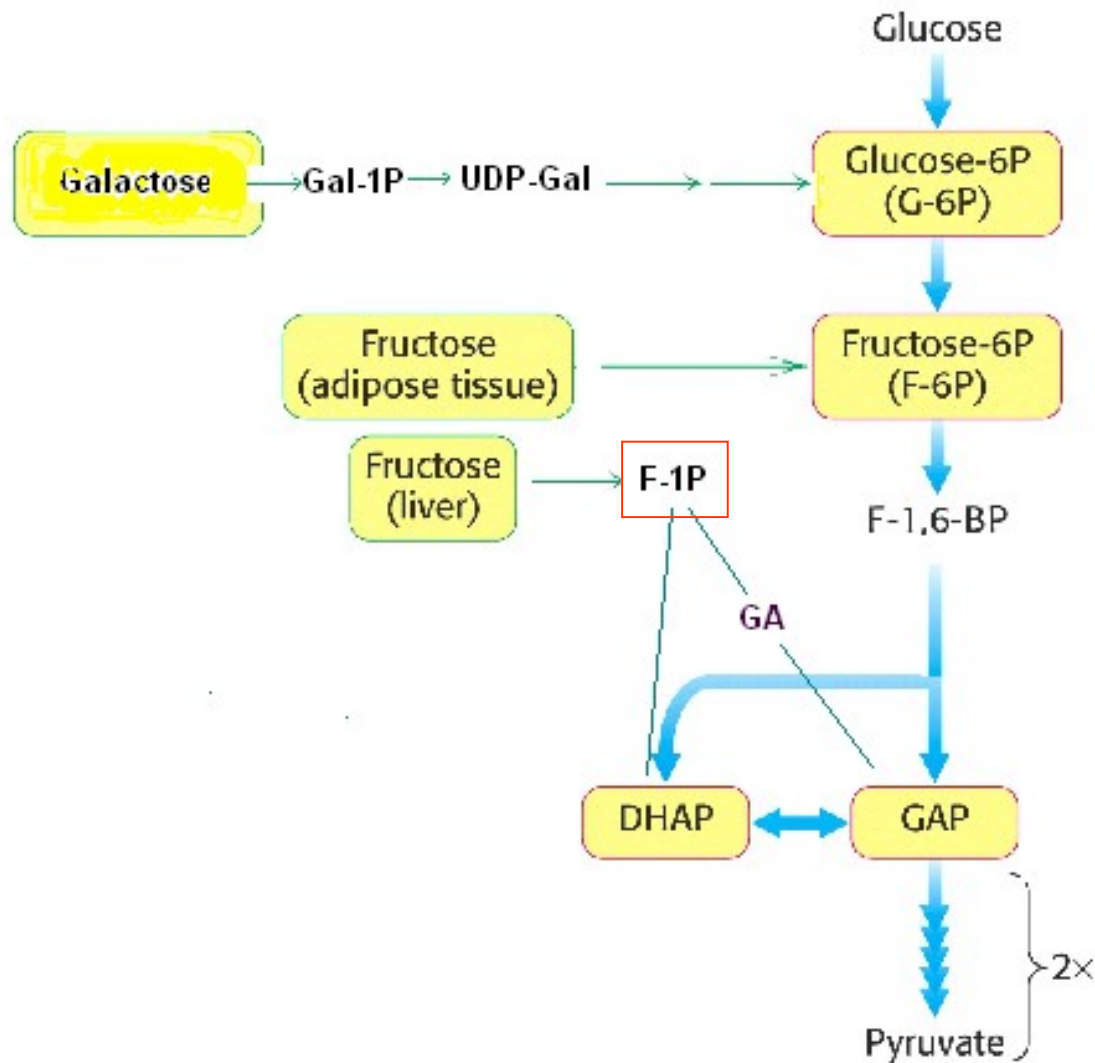 Glucose
Galactose
Gal-1P
UDP-Gal
Glucose-6P
(G-6P)
Fructose
(adipose tissue)
Fructose-6P
(F-6P)
Fructose
(liver)
F-1P
F-1,6-BP
GA
DHAP
GAP
2×
Pyruvate